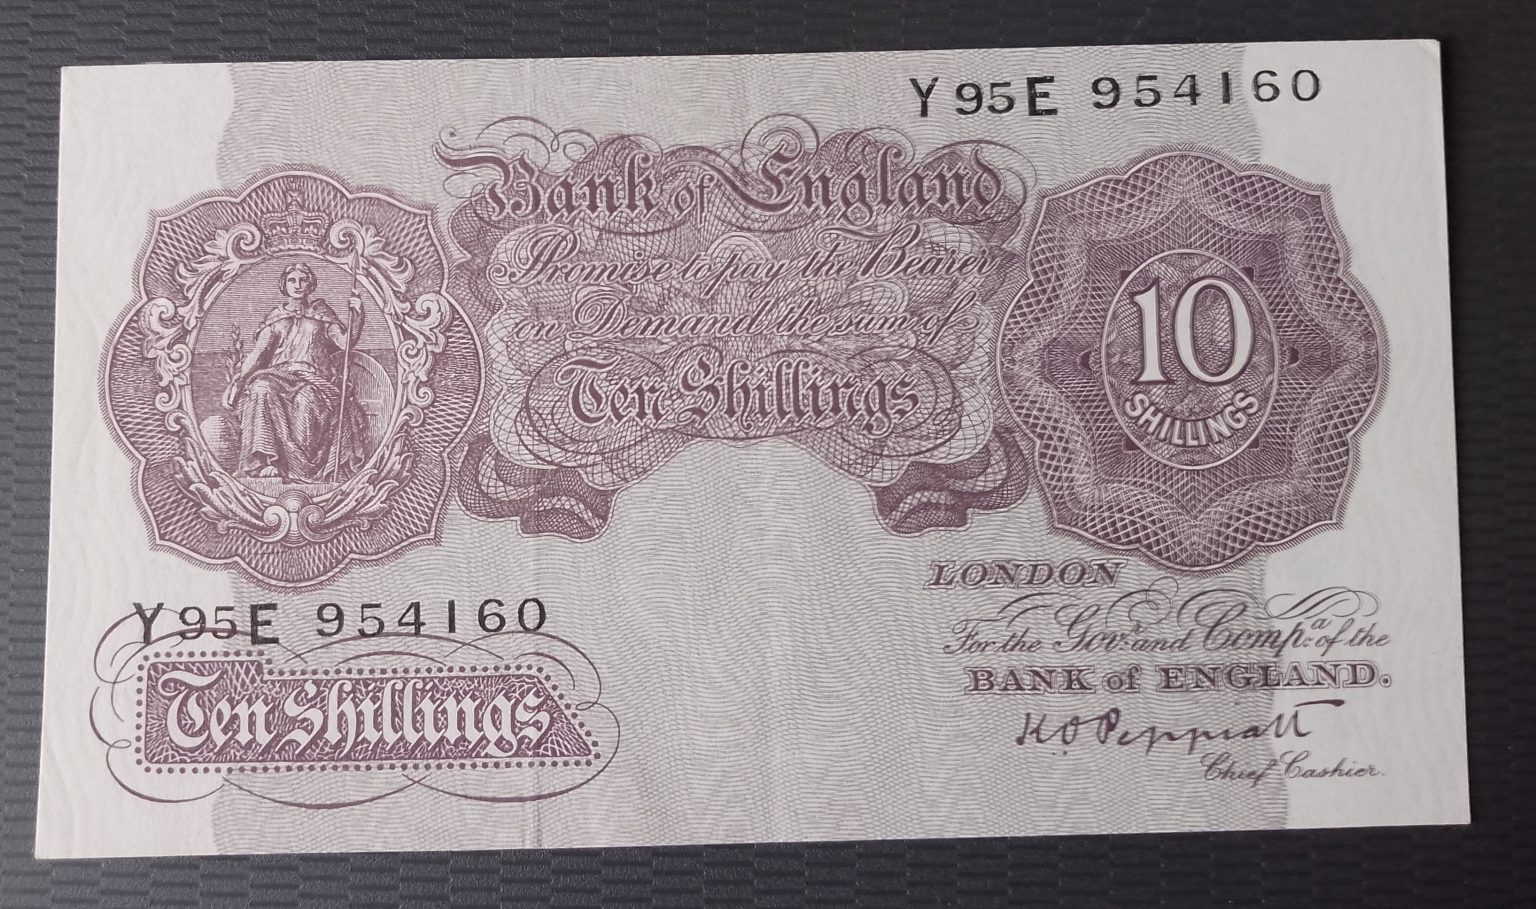 Y95E 954160
Bank of England
Promise to pay the Bearer
on Demand the sum of
Ten Shillings
10
SHILLINGS
LONDON
For the Govr. and Compa. of the
BANK of ENGLAND.
K O Peppiatt
Chief Cashier.
Y95E 954160
Ten Shillings